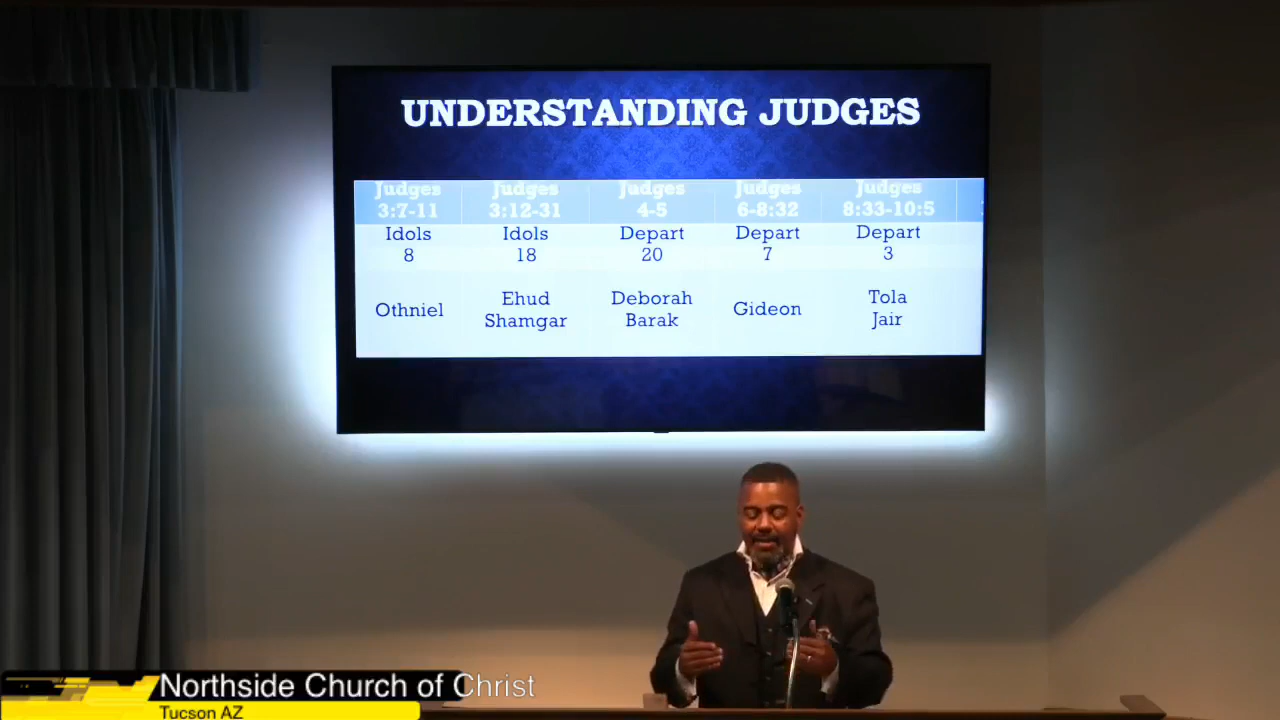 UNDERSTANDING JUDGES
Judges Judges Judges Judges Judges
3:7-11 3:12-31 4-5 6-8:32 8:33-10:5
Idols Idols Depart Depart Depart
8 18 20 7 3
Othniel Ehud Deborah Gideon Tola
Shamgar Barak Jair
Northside Church of Christ
Tucson AZ